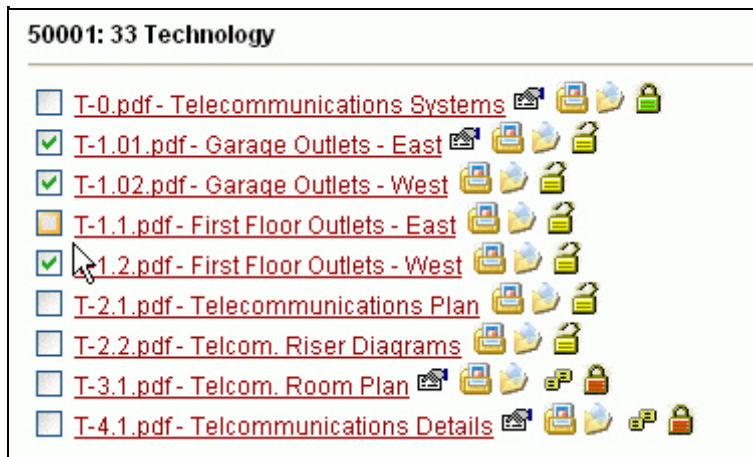 50001: 33 Technology
T-0.pdf - Telecommunications Systems
T-1.01.pdf - Garage Outlets - East
T-1.02.pdf - Garage Outlets - West
T-1.1.pdf - First Floor Outlets - East
1.2.pdf - First Floor Outlets - West
T-2.1.pdf - Telecommunications Plan
T-2.2.pdf - Telcom. Riser Diagrams
T-3.1.pdf - Telcom. Room Plan
T-4.1.pdf - Telcommunications Details